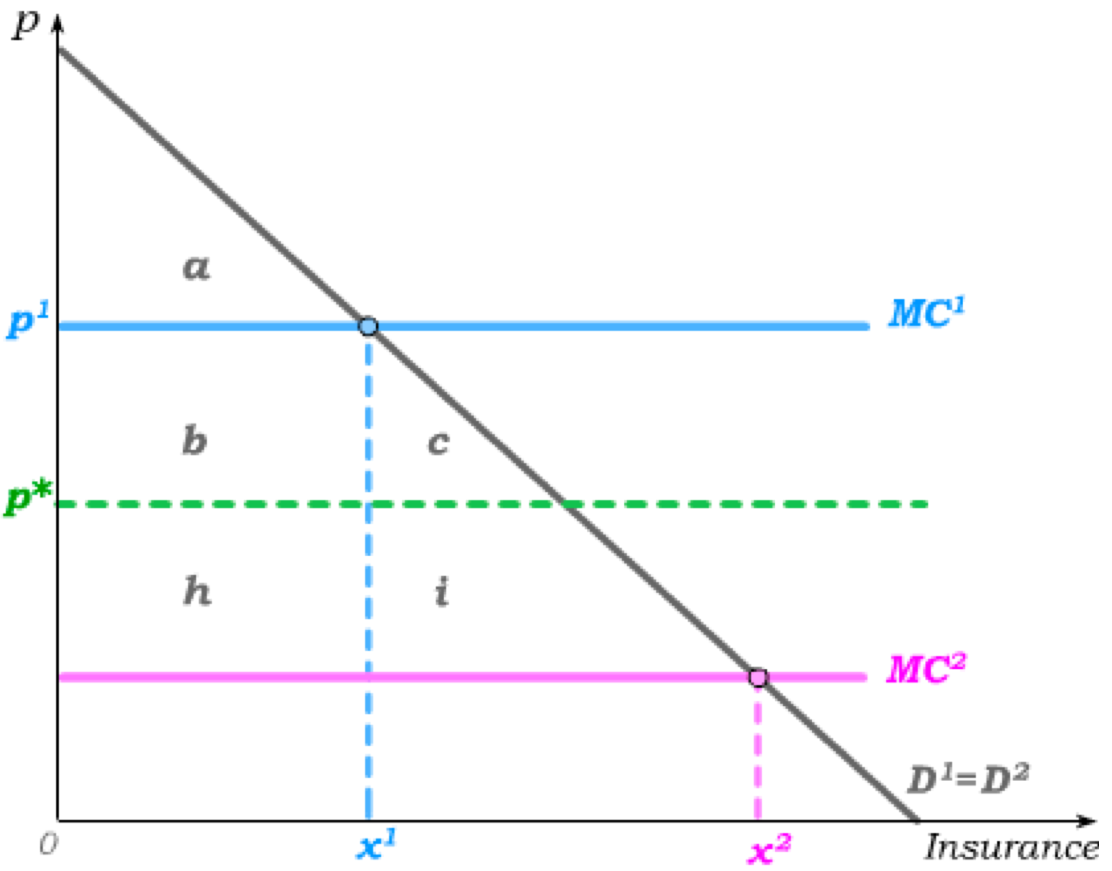 p
a
p¹ MC¹
b c
p*
h i
MC²
D¹=D²
0 x¹ x² Insurance